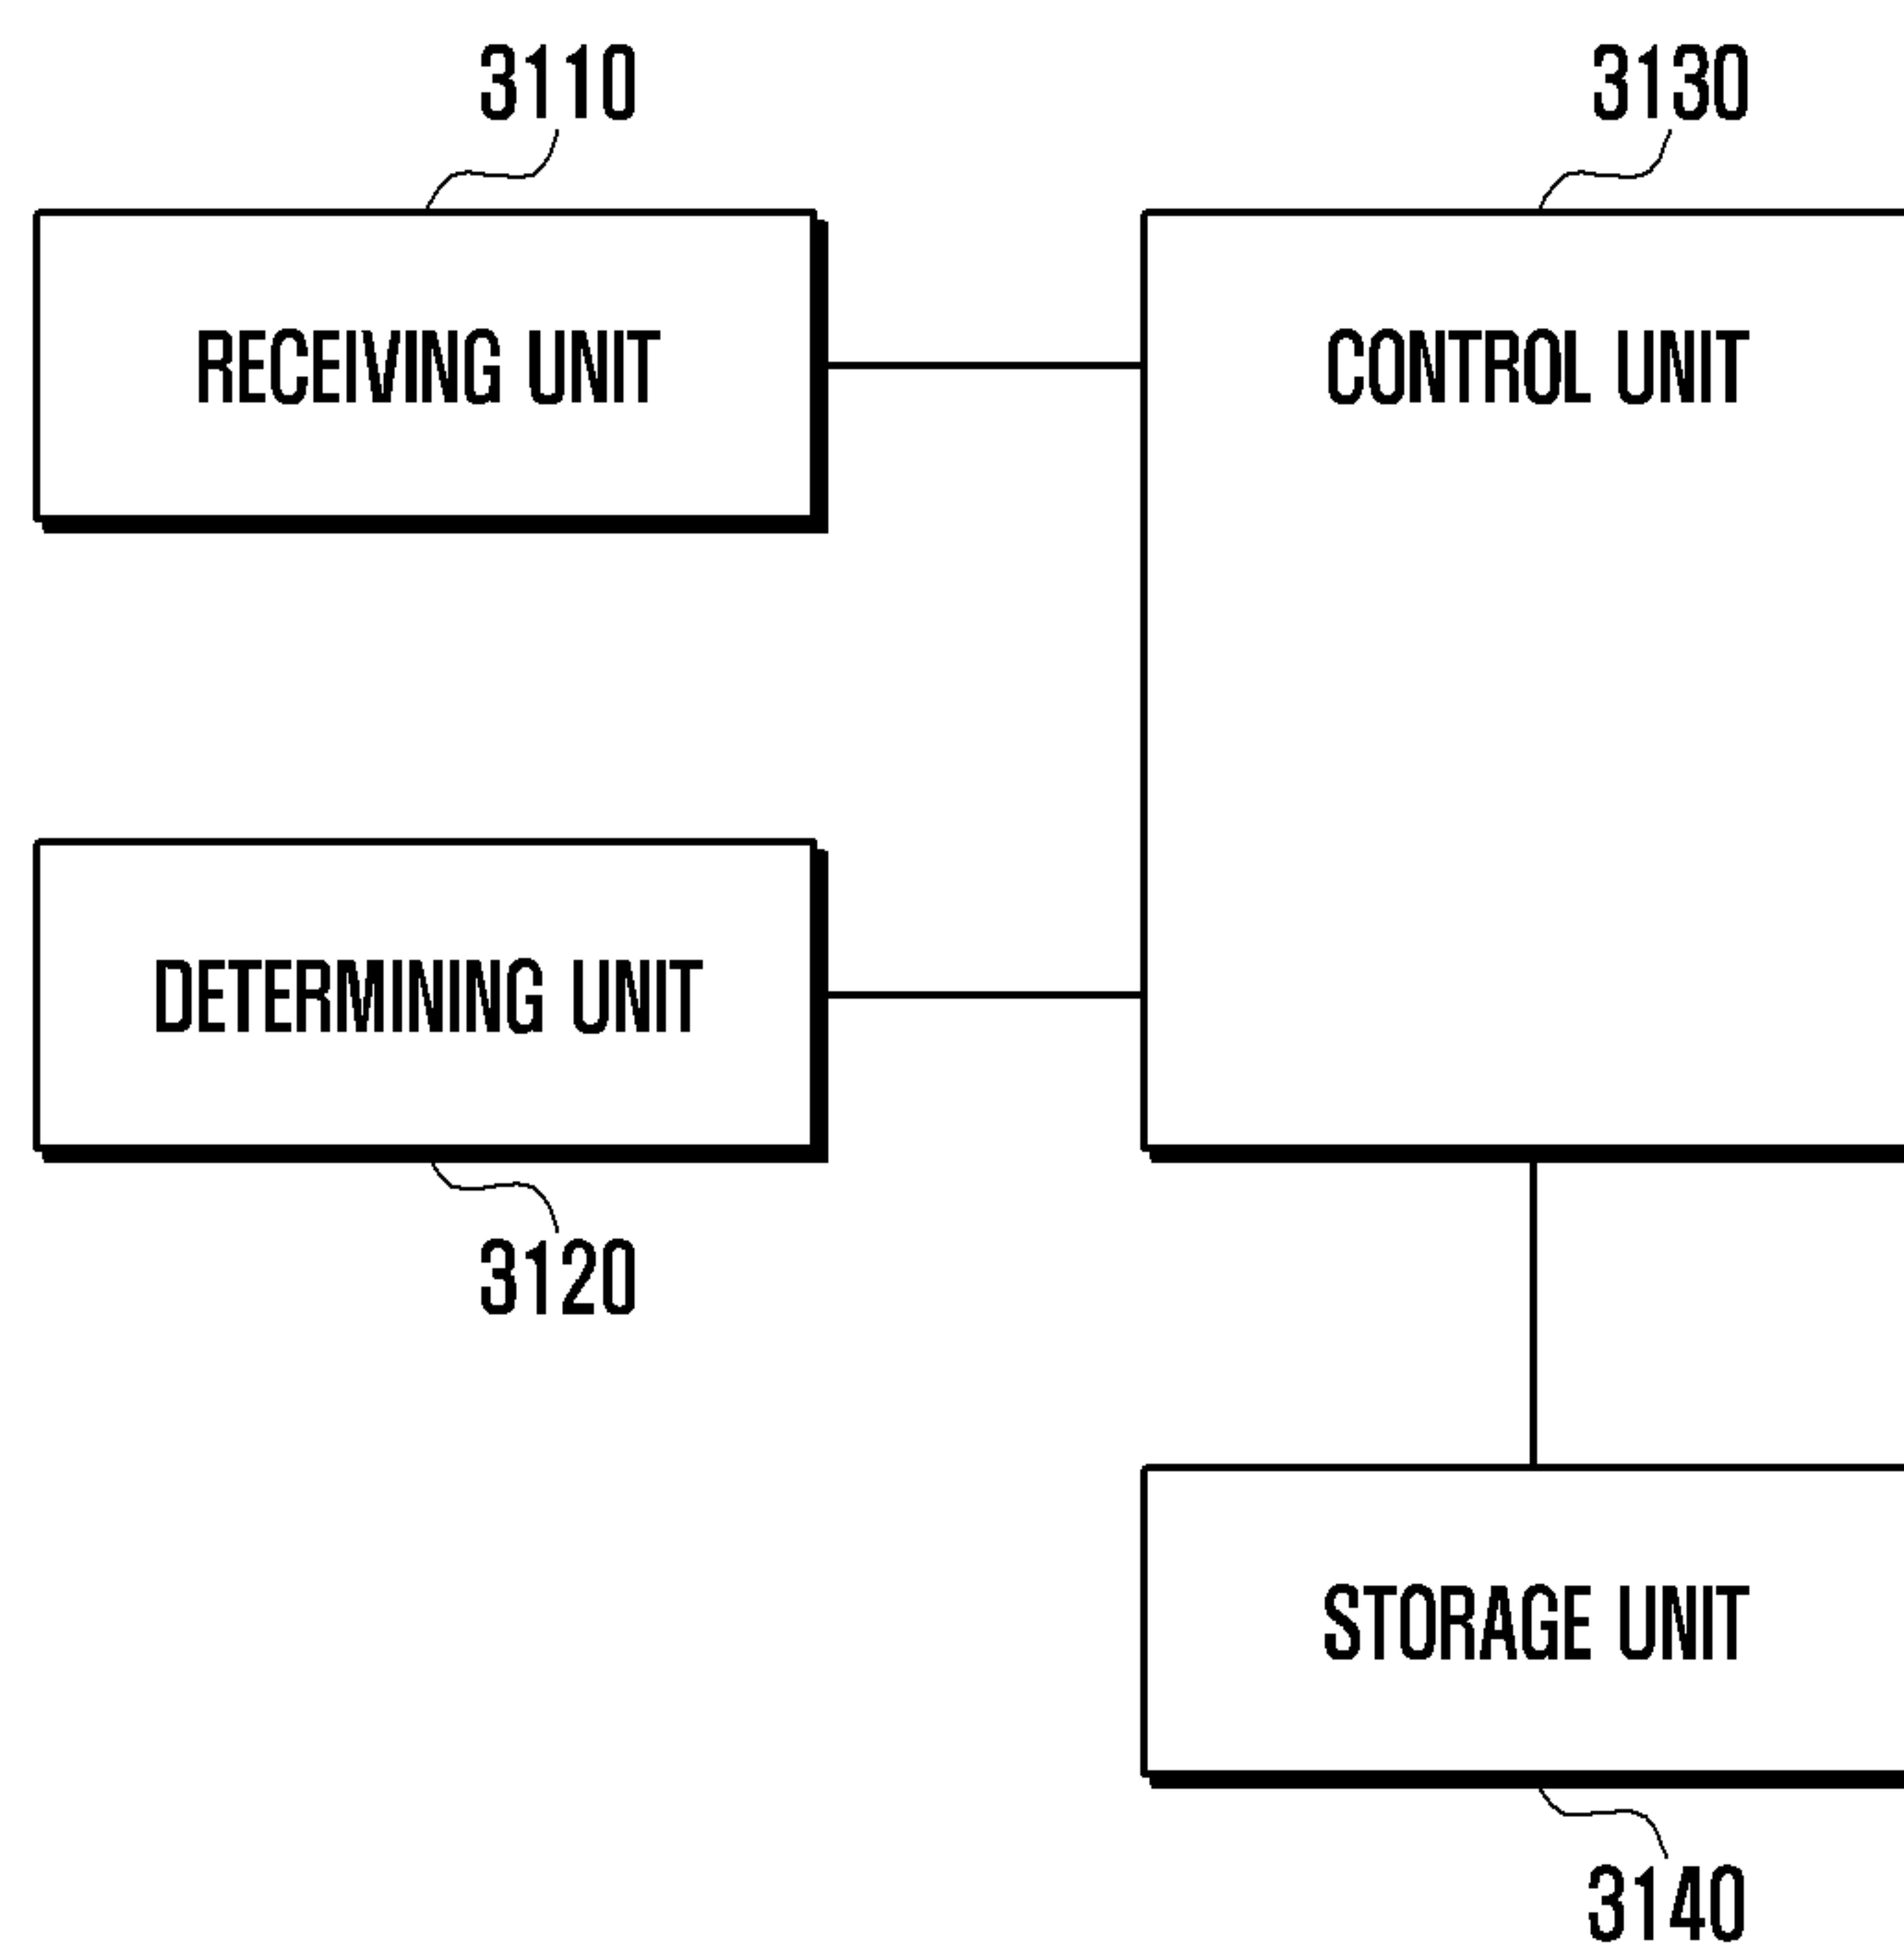 3110
3130
RECEIVING UNIT
CONTROL UNIT
DETERMINING UNIT
3120
STORAGE UNIT
3140